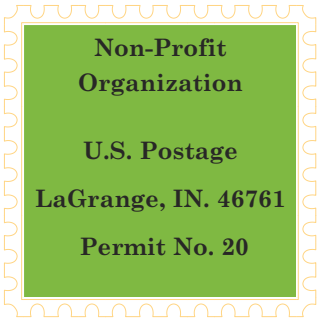 Non-Profit
Organization
U.S. Postage
LaGrange, IN. 46761
Permit No. 20